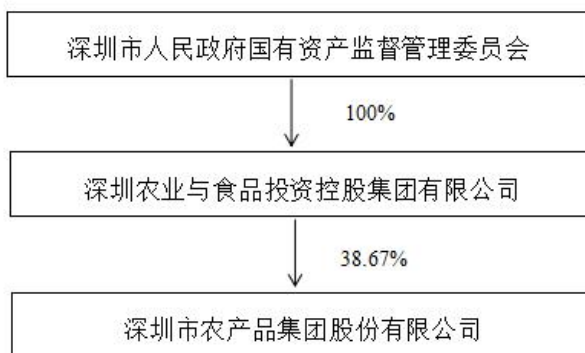 深圳市人民政府国有资产监督管理委员会
100%
深圳农业与食品投资控股集团有限公司
38.67%
深圳市农产品集团股份有限公司